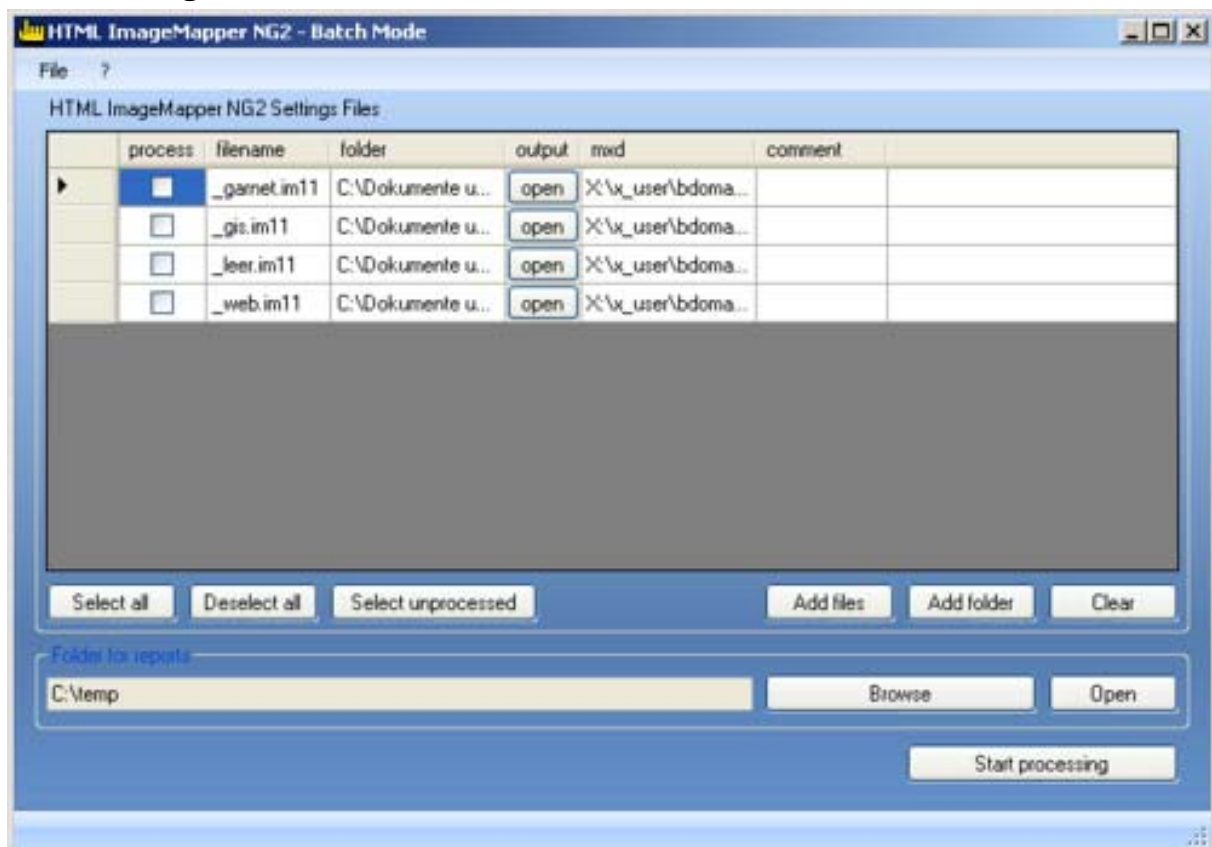 HTML ImageMapper NG2 - Batch Mode
File ?
HTML ImageMapper NG2 Settings Files
process filename folder output mxd comment
_garnet.im11 C:\Dokumente u... open X:\x_user\bdoma...
_gis.im11 C:\Dokumente u... open X:\x_user\bdoma...
_leer.im11 C:\Dokumente u... open X:\x_user\bdoma...
_web.im11 C:\Dokumente u... open X:\x_user\bdoma...
Select all Deselect all Select unprocessed Add files Add folder Clear
Folder for reports
C:\temp Browse Open
Start processing